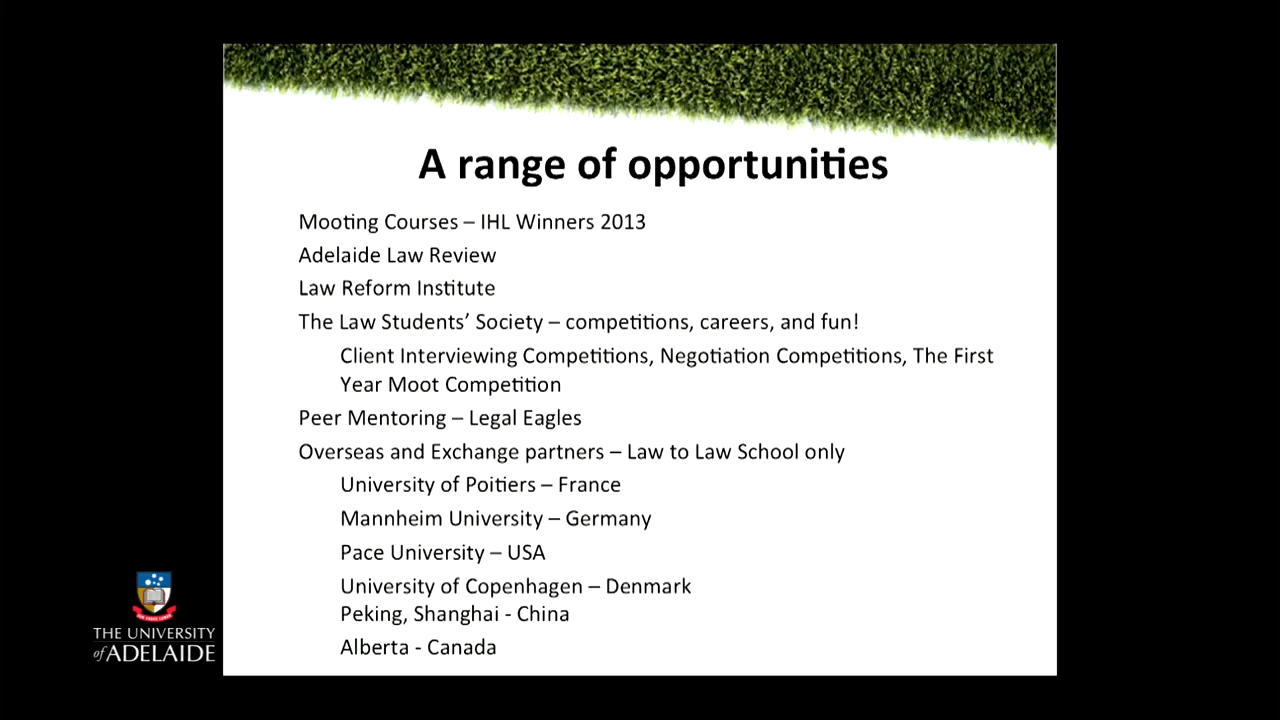 A range of opportunities
Mooting Courses – IHL Winners 2013
Adelaide Law Review
Law Reform Institute
The Law Students’ Society – competitions, careers, and fun!
Client Interviewing Competitions, Negotiation Competitions, The First
Year Moot Competition
Peer Mentoring – Legal Eagles
Overseas and Exchange partners – Law to Law School only
University of Poitiers – France
Mannheim University – Germany
Pace University – USA
University of Copenhagen – Denmark
Peking, Shanghai - China
Alberta - Canada
THE UNIVERSITY
of ADELAIDE